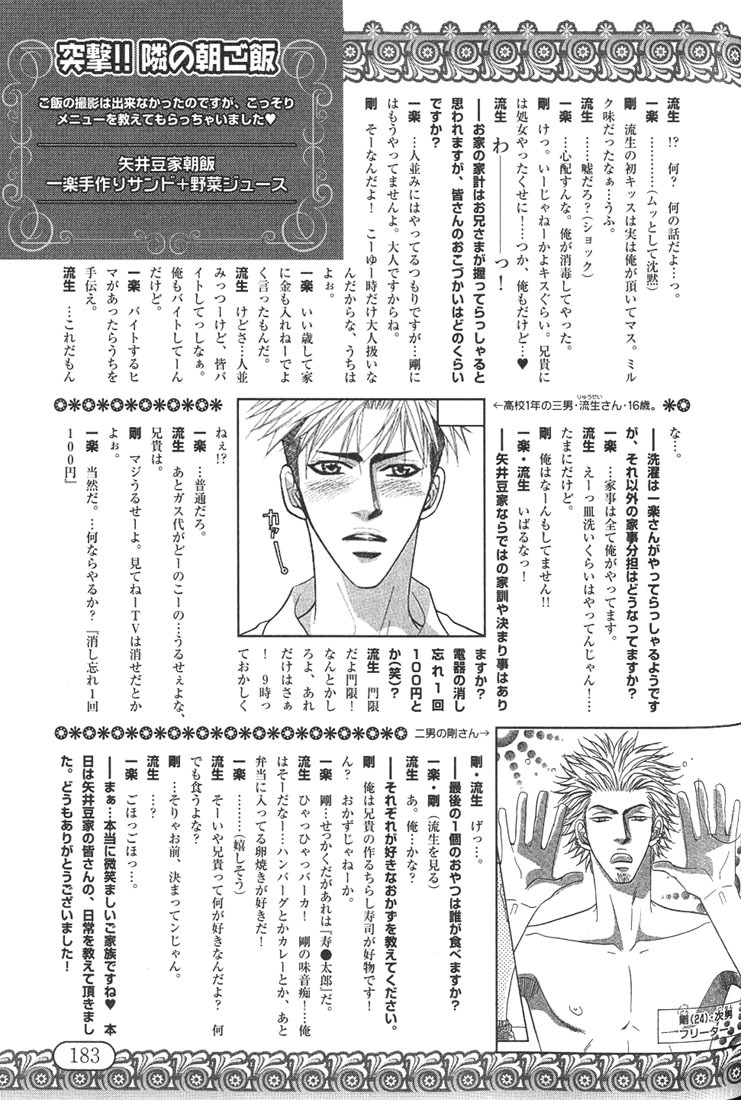 突撃!! 隣の朝ご飯
ご飯の撮影は出来なかったのですが、こっそり
メニューを教えてもらっちゃいました♥
矢井豆家朝飯
一楽手作りサンド＋野菜ジュース
流生　!?　何？　何の話だよ…っ。
一楽　…………(ムッとして沈黙)
剛　流生の初キッスは実は俺が頂いてマス。ミル
ク味だったなぁ…うふ。
流生　……嘘だろ？(ショック)
一楽　…心配すんな。俺が消毒してやった。
剛　けっ。いーじゃねーかよキスぐらい。兄貴に
は処女やったくせに！…つか、俺もだけど…♥
流生　わ――――っ！
――お家の家計はお兄さまが握ってらっしゃると
思われますが、皆さんのおこづかいはどのくらい
ですか？
一楽　…人並みにはやってるつもりですが…剛に
はもうやってませんよ。大人ですからね。
剛　そーなんだよ！　こーゆー時だけ大人扱いな
んだからな、うちは
よぉ。
一楽　いい歳して家
に金も入れねーでよ
く言ったもんだ。
流生　けどさ…人並
みっつーけど、皆バ
イトしてっしなぁ。
俺もバイトしてーん
だけど。
一楽　バイトするヒ
マがあったらうちを
手伝え。
流生　…これだもん
←高校1年の三男・流生さん・16歳。
りゅうせい
な…。
――洗濯は一楽さんがやってらっしゃるようです
が、それ以外の家事分担はどうなってますか？
一楽　…家事は全て俺がやってます。
流生　えーっ皿洗いくらいはやってんじゃん！…
たまにだけど。
剛　俺はなーんもしてません!!
一楽・流生　いばるなっ！
――矢井豆家ならではの家訓や決まり事はあり
ますか？
電器の消し
忘れ1回
100円と
か(笑)？
流生　門限
だよ門限！
なんとかし
ろよ、あれ
だけはさぁ
！　9時っ
ておかしく
ねぇ!?
一楽　…普通だろ。
流生　あとガス代がどーのこーの…うるせぇよな、
兄貴は。
剛　マジうるせーよ。見てねーTVは消せだとか
よぉ。
一楽　当然だ。…何ならやるか？『消し忘れ1回
100円』
カァーッ
二男の剛さん→
剛・流生　げっ…。
――最後の1個のおやつは誰が食べますか？
一楽・剛　(流生を見る)
流生　あ。俺…かな？
――それぞれが好きなおかずを教えてください。
剛　俺は兄貴の作るちらし寿司が好物です！
ん？　おかずじゃねーか。
一楽　剛…せっかくだがあれは『寿●太郎』だ。
流生　ひゃっひゃっバーカ！　剛の味音痴！…俺
はそーだなー…ハンバーグとかカレーとか、あと
弁当に入ってる卵焼きが好きだ！
一楽　………(嬉しそう)
流生　そーいや兄貴って何が好きなんだよ？　何
でも食うよな？
剛　…そりゃお前、決まってンじゃん。
流生　…？
一楽　ごほっごほっ…。
――まぁ…本当に微笑ましいご家族ですね♥　本
日は矢井豆家の皆さんの、日常を教えて頂きまし
た。どうもありがとうございました！
剛(24)・次男
フリーター
183